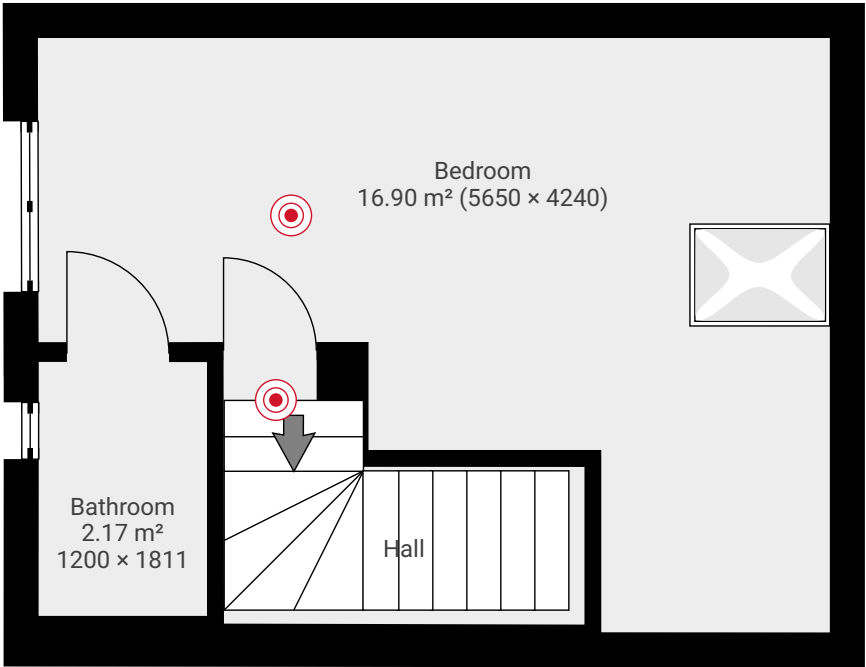 Bedroom
16.90 m² (5650 × 4240)
Bathroom
2.17 m²
1200 × 1811
Hall